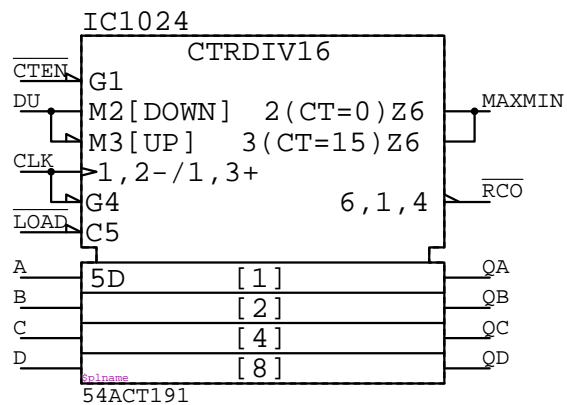 IC1024
CTRDIV16
CTEN G1
DU M2[DOWN] 2(CT=0)Z6 MAXMIN
M3[UP] 3(CT=15)Z6
CLK 1,2-/1,3+
G4 6,1,4 RCO
LOAD C5
A 5D [1] QA
B [2] QB
C [4] QC
D [8] QD
$plname
54ACT191